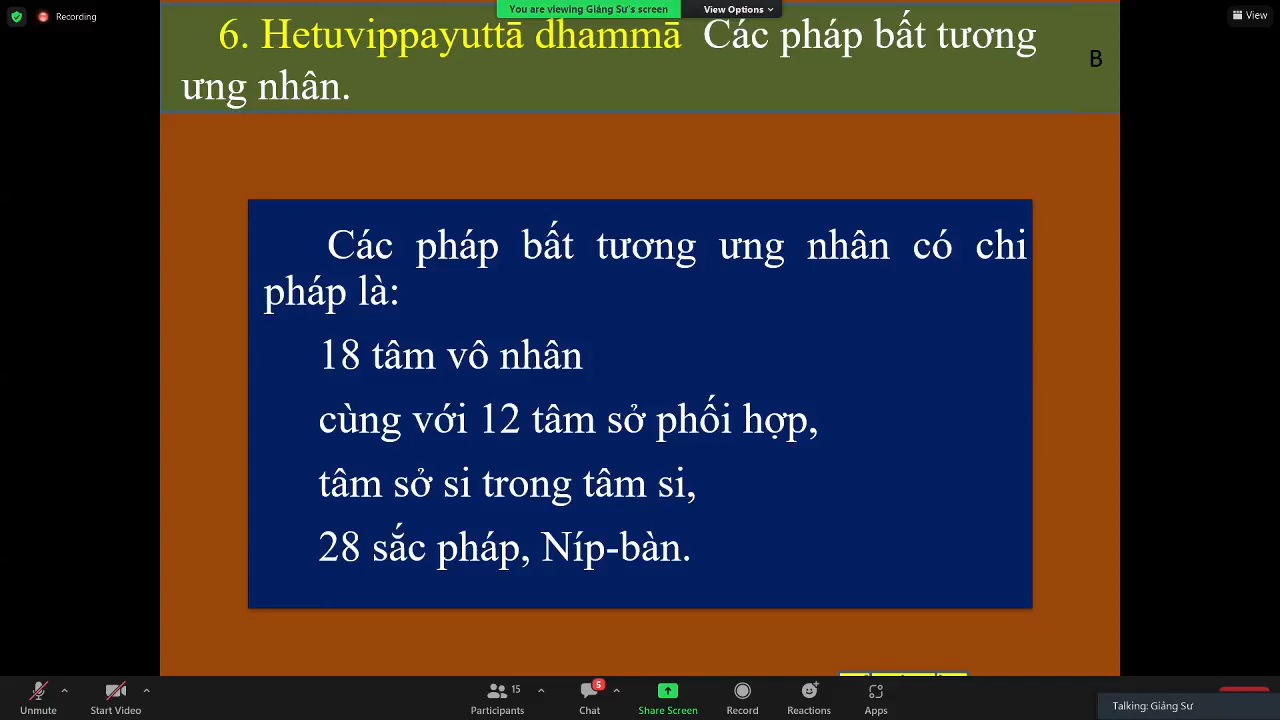 You are viewing Giảng Sư's screen
View Options
Recording
View
6. Hetuvippayuttā dhammā Các pháp bất tương
ưng nhân.
B
Các pháp bất tương ưng nhân có chi
pháp là:
18 tâm vô nhân
cùng với 12 tâm sở phối hợp,
tâm sở si trong tâm si,
28 sắc pháp, Níp-bàn.
Unmute
Start Video
15
Participants
5
Chat
Share Screen
Record
Reactions
Apps
Talking: Giảng Sư